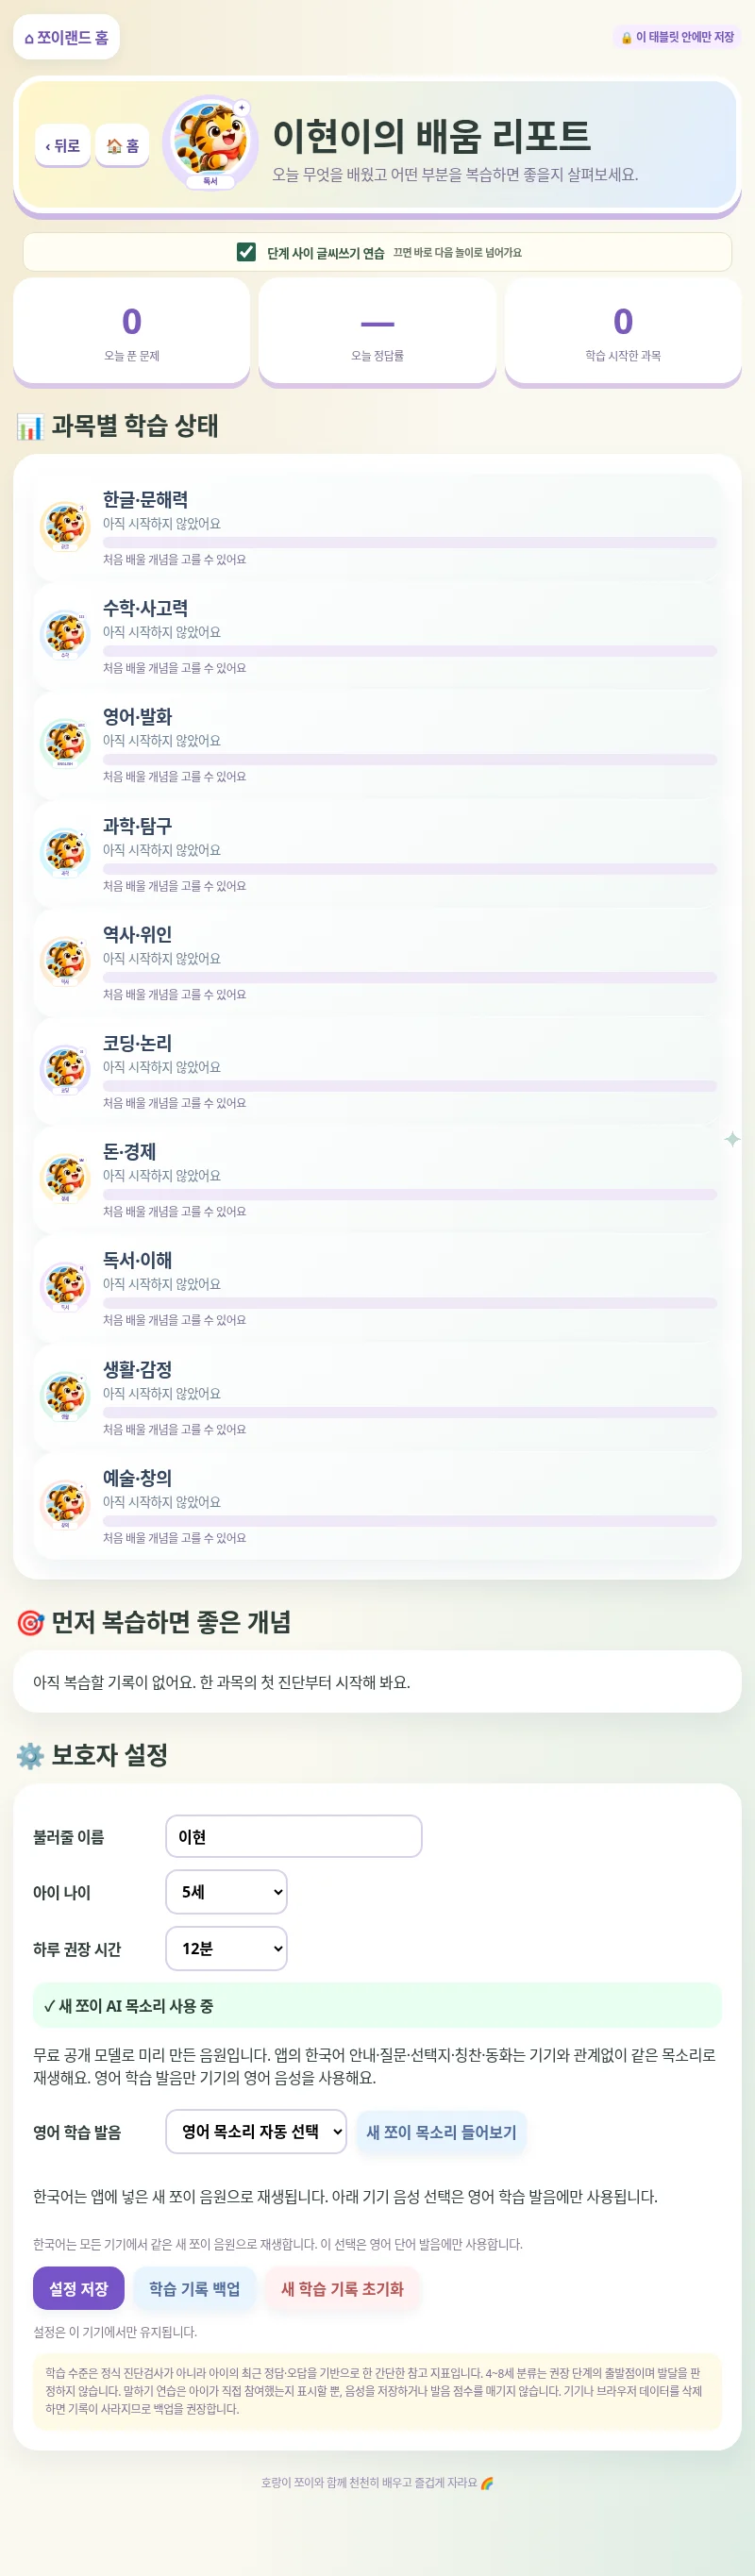 ⌂ 쪼이랜드 홈
🔒 이 태블릿 안에만 저장
‹ 뒤로
🏠 홈
독서
이현이의 배움 리포트
오늘 무엇을 배웠고 어떤 부분을 복습하면 좋을지 살펴보세요.
단계 사이 글씨쓰기 연습 끄면 바로 다음 놀이로 넘어가요
0
오늘 푼 문제
—
오늘 정답률
0
학습 시작한 과목
📊 과목별 학습 상태
한글·문해력
아직 시작하지 않았어요
처음 배울 개념을 고를 수 있어요
수학·사고력
아직 시작하지 않았어요
처음 배울 개념을 고를 수 있어요
영어·발화
아직 시작하지 않았어요
처음 배울 개념을 고를 수 있어요
과학·탐구
아직 시작하지 않았어요
처음 배울 개념을 고를 수 있어요
역사·위인
아직 시작하지 않았어요
처음 배울 개념을 고를 수 있어요
코딩·논리
아직 시작하지 않았어요
처음 배울 개념을 고를 수 있어요
돈·경제
아직 시작하지 않았어요
처음 배울 개념을 고를 수 있어요
독서·이해
아직 시작하지 않았어요
처음 배울 개념을 고를 수 있어요
생활·감정
아직 시작하지 않았어요
처음 배울 개념을 고를 수 있어요
예술·창의
아직 시작하지 않았어요
처음 배울 개념을 고를 수 있어요
🎯 먼저 복습하면 좋은 개념
아직 복습할 기록이 없어요. 한 과목의 첫 진단부터 시작해 봐요.
⚙️ 보호자 설정
불러줄 이름
이현
아이 나이
5세
하루 권장 시간
12분
✓ 새 쪼이 AI 목소리 사용 중
무료 공개 모델로 미리 만든 음원입니다. 앱의 한국어 안내·질문·선택지·칭찬·동화는 기기와 관계없이 같은 목소리로
재생해요. 영어 학습 발음만 기기의 영어 음성을 사용해요.
영어 학습 발음
영어 목소리 자동 선택
새 쪼이 목소리 들어보기
한국어는 앱에 넣은 새 쪼이 음원으로 재생됩니다. 아래 기기 음성 선택은 영어 학습 발음에만 사용됩니다.
한국어는 모든 기기에서 같은 새 쪼이 음원으로 재생합니다. 이 선택은 영어 단어 발음에만 사용합니다.
설정 저장
학습 기록 백업
새 학습 기록 초기화
설정은 이 기기에서만 유지됩니다.
학습 수준은 정식 진단검사가 아니라 아이의 최근 정답·오답을 기반으로 한 간단한 참고 지표입니다. 4~8세 분류는 권장 단계의 출발점이며 발달을 판
정하지 않습니다. 말하기 연습은 아이가 직접 참여했는지 표시할 뿐, 음성을 저장하거나 발음 점수를 매기지 않습니다. 기기나 브라우저 데이터를 삭제
하면 기록이 사라지므로 백업을 권장합니다.
호랑이 쪼이와 함께 천천히 배우고 즐겁게 자라요 🌈